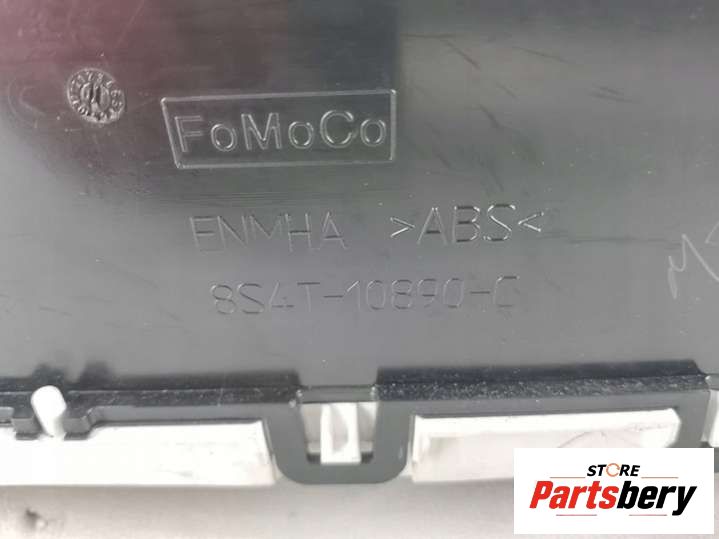 FoMoCo
ENMHA >ABS<
8S4T-10890-C
STORE
Partsbery